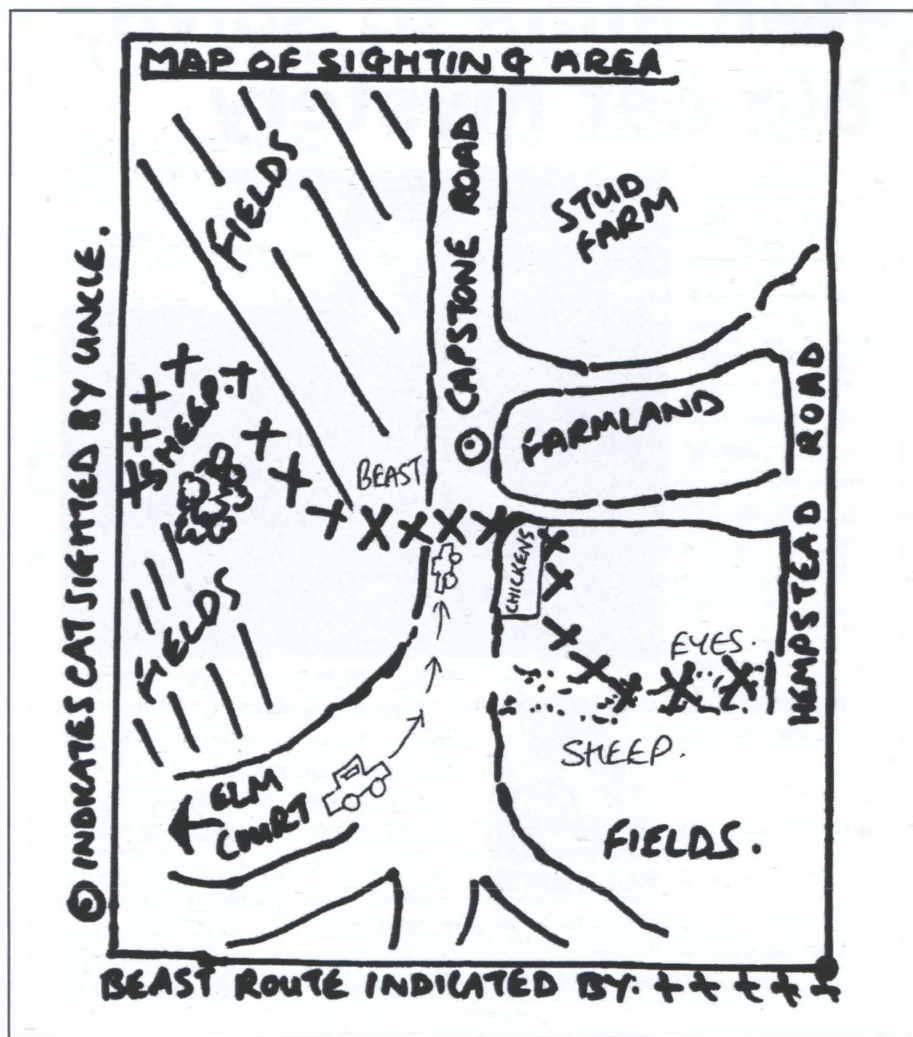 MAP OF SIGHTING AREA
FIELDS
CAPSTONE ROAD
STUD
FARM
© INDICATES CAT SIGHTED BY UNCLE.
SHEEP.
BEAST
©
FARMLAND
HEMPSTEAD ROAD
CHICKENS
FIELDS
EYES.
SHEEP.
ELM
COURT
FIELDS.
BEAST ROUTE INDICATED BY: + + + + +